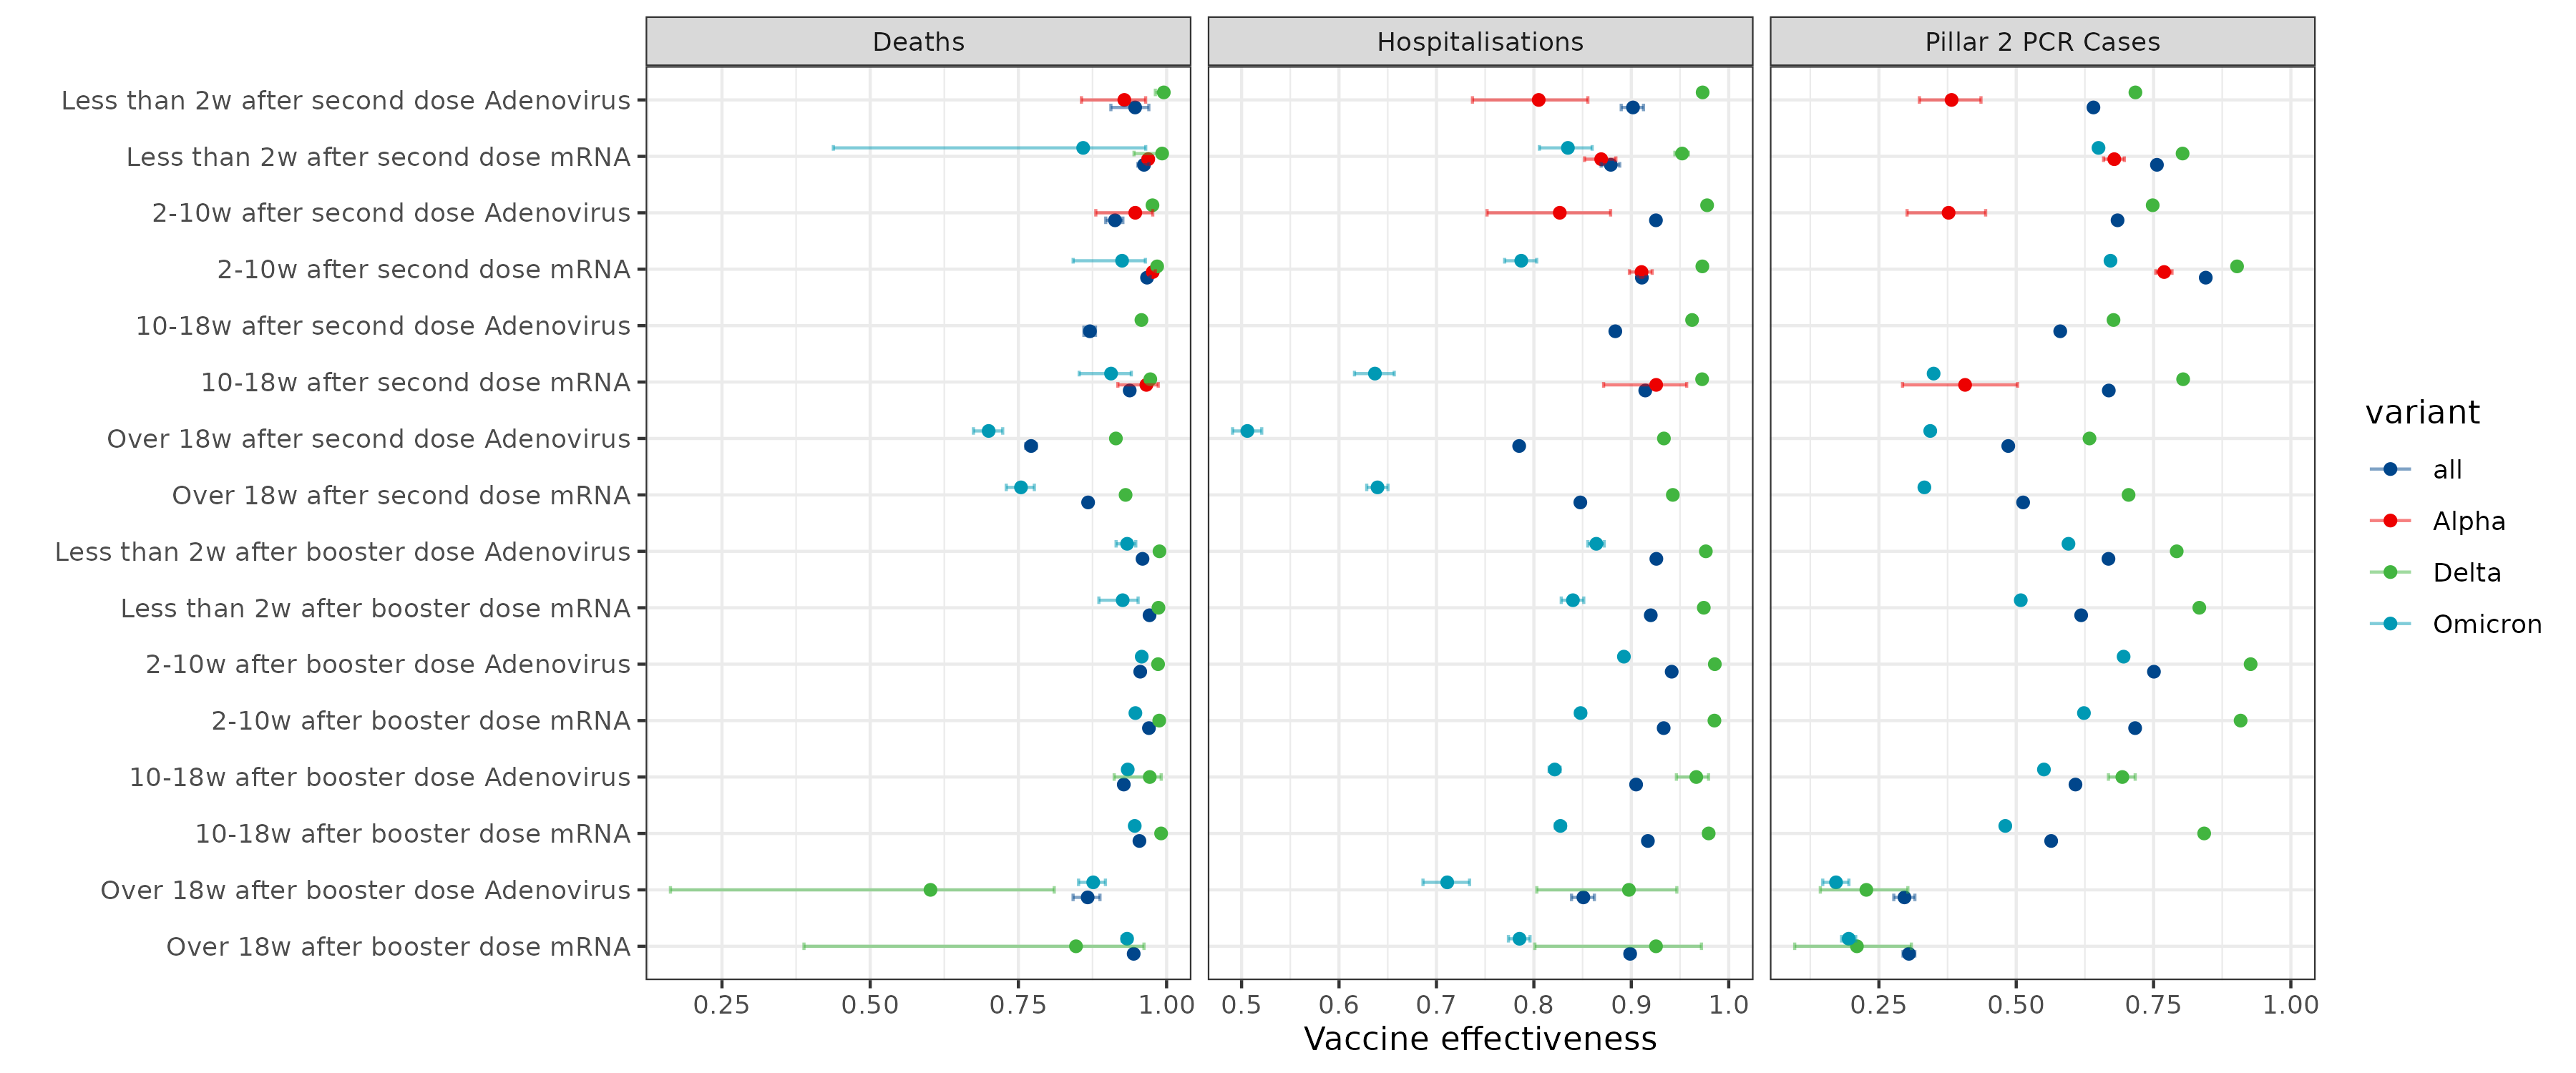 Deaths
Hospitalisations
Pillar 2 PCR Cases
Less than 2w after second dose Adenovirus
Less than 2w after second dose mRNA
2-10w after second dose Adenovirus
2-10w after second dose mRNA
10-18w after second dose Adenovirus
10-18w after second dose mRNA
Over 18w after second dose Adenovirus
Over 18w after second dose mRNA
Less than 2w after booster dose Adenovirus
Less than 2w after booster dose mRNA
2-10w after booster dose Adenovirus
2-10w after booster dose mRNA
10-18w after booster dose Adenovirus
10-18w after booster dose mRNA
Over 18w after booster dose Adenovirus
Over 18w after booster dose mRNA
0.25 0.50 0.75 1.00
0.5 0.6 0.7 0.8 0.9 1.0
0.25 0.50 0.75 1.00
Vaccine effectiveness
variant
all
Alpha
Delta
Omicron